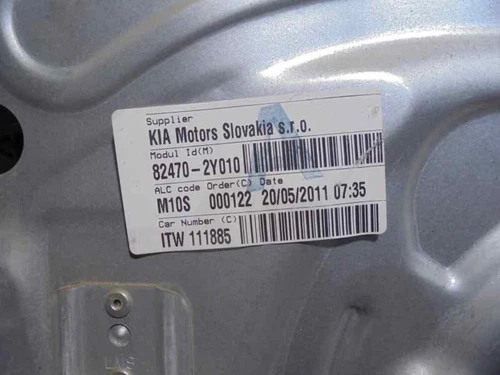 Supplier
KIA Motors Slovakia s.r.o.
Modul Id(M)
82470-2Y010
ALC code Order(C) Date
M10S 000122 20/05/2011 07:35
Car Number (C)
ITW 111885